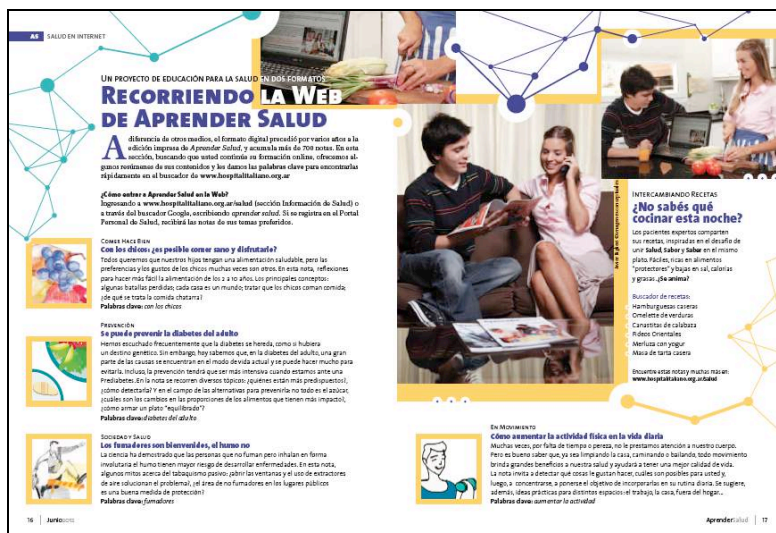 AS SALUD EN INTERNET
UN PROYECTO DE EDUCACIÓN PARA LA SALUD EN DOS FORMATOS
RECORRIENDO LA WEB
DE APRENDER SALUD
A diferencia de otros medios, el formato digital precedió por varios años a la
edición impresa de Aprender Salud, y acumula más de 700 notas. En esta
sección, buscando que usted continúe su formación online, ofrecemos al-
gunos resúmenes de sus contenidos y les damos las palabras clave para encontrarlas
rápidamente en el buscador de www.hospitalitaliano.org.ar
¿Cómo entrar a Aprender Salud en la Web?
Ingresando a www.hospitalitaliano.org.ar/salud (sección Información de Salud) o
a través del buscador Google, escribiendo aprender salud. Si se registra en el Portal
Personal de Salud, recibirá las notas de sus temas preferidos.
COMER HACE BIEN
Con los chicos: ¿es posible comer sano y disfrutarlo?
Todos queremos que nuestros hijos tengan una alimentación saludable, pero las
preferencias y los gustos de los chicos muchas veces son otros. En esta nota, reflexiones
para hacer más fácil la alimentación de los 2 a 10 años. Los principales conceptos:
algunas batallas perdidas; cada casa es un mundo; tratar que los chicos coman comida;
¿de qué se trata la comida chatarra?
Palabras clave: con los chicos
PREVENCIÓN
Se puede prevenir la diabetes del adulto
Hemos escuchado frecuentemente que la diabetes se hereda, como si hubiera
un destino genético. Sin embargo, hoy sabemos que, en la diabetes del adulto, una gran
parte de las causas se encuentran en el modo de vida actual y se puede hacer mucho para
evitarla. Incluso, la prevención tendrá que ser más intensiva cuando estamos ante una
Prediabetes. En la nota se recorren diversos tópicos: ¿quiénes están más predispuestos?,
¿cómo detectarla? Y en el campo de las alternativas para prevenirla no todo es el azúcar,
¿cuáles son los cambios en las proporciones de los alimentos que tienen más impacto?,
¿cómo armar un plato "equilibrado"?
Palabras clave: diabetes del adulto
SOCIEDAD Y SALUD
Los fumadores son bienvenidos, el humo no
La ciencia ha demostrado que las personas que no fuman pero inhalan en forma
involuntaria el humo tienen mayor riesgo de desarrollar enfermedades. En esta nota,
algunos mitos acerca del tabaquismo pasivo: ¿abrir las ventanas y el uso de extractores
de aire solucionan el problema?, ¿el área de no fumadores en los lugares públicos
es una buena medida de protección?
Palabras clave: fumadores
16 Junio2012
INTERCAMBIANDO RECETAS
¿No sabés qué
cocinar esta noche?
Los pacientes expertos comparten
sus recetas, inspiradas en el desafío de
unir Salud, Sabor y Saber en el mismo
plato. Fáciles, ricas en alimentos
"protectores" y bajas en sal, calorías
y grasas. ¿Se anima?
Buscador de recetas:
Hamburguesas caseras
Omelette de verduras
Canastitas de calabaza
Fideos Orientales
Merluza con yogur
Masa de tarta casera
Encuentre estas notas y muchas más en:
www.hospitalitaliano.org.ar/salud
EN MOVIMIENTO
Cómo aumentar la actividad física en la vida diaria
Muchas veces, por falta de tiempo o pereza, no le prestamos atención a nuestro cuerpo.
Pero es bueno saber que, ya sea limpiando la casa, caminando o bailando, todo movimiento
brinda grandes beneficios a nuestra salud y ayudará a tener una mejor calidad de vida.
La nota invita a detectar qué cosas le gustan hacer, cuáles son posibles para usted y,
luego, a concentrarse, a ponerse el objetivo de incorporarlas en su rutina diaria. Se sugiere,
además, ideas prácticas para distintos espacios: el trabajo, la casa, fuera del hogar...
Palabras clave: aumentar la actividad
AprenderSalud 17